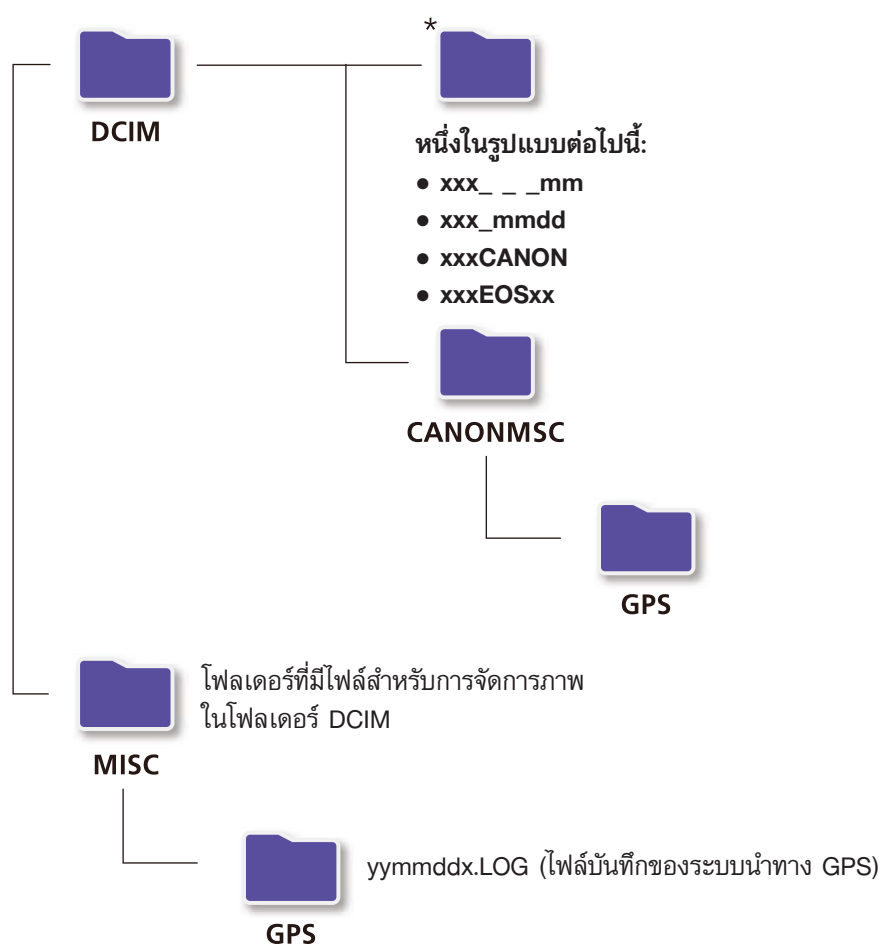 *
DCIM
หนึ่งในรูปแบบต่อไปนี้:
● xxx_ _ _mm
● xxx_mmdd
● xxxCANON
● xxxEOSxx
CANONMSC
GPS
โฟลเดอร์ที่มีไฟล์สำหรับการจัดการภาพ
ในโฟลเดอร์ DCIM
MISC
yymmddx.LOG (ไฟล์บันทึกของระบบนำทาง GPS)
GPS